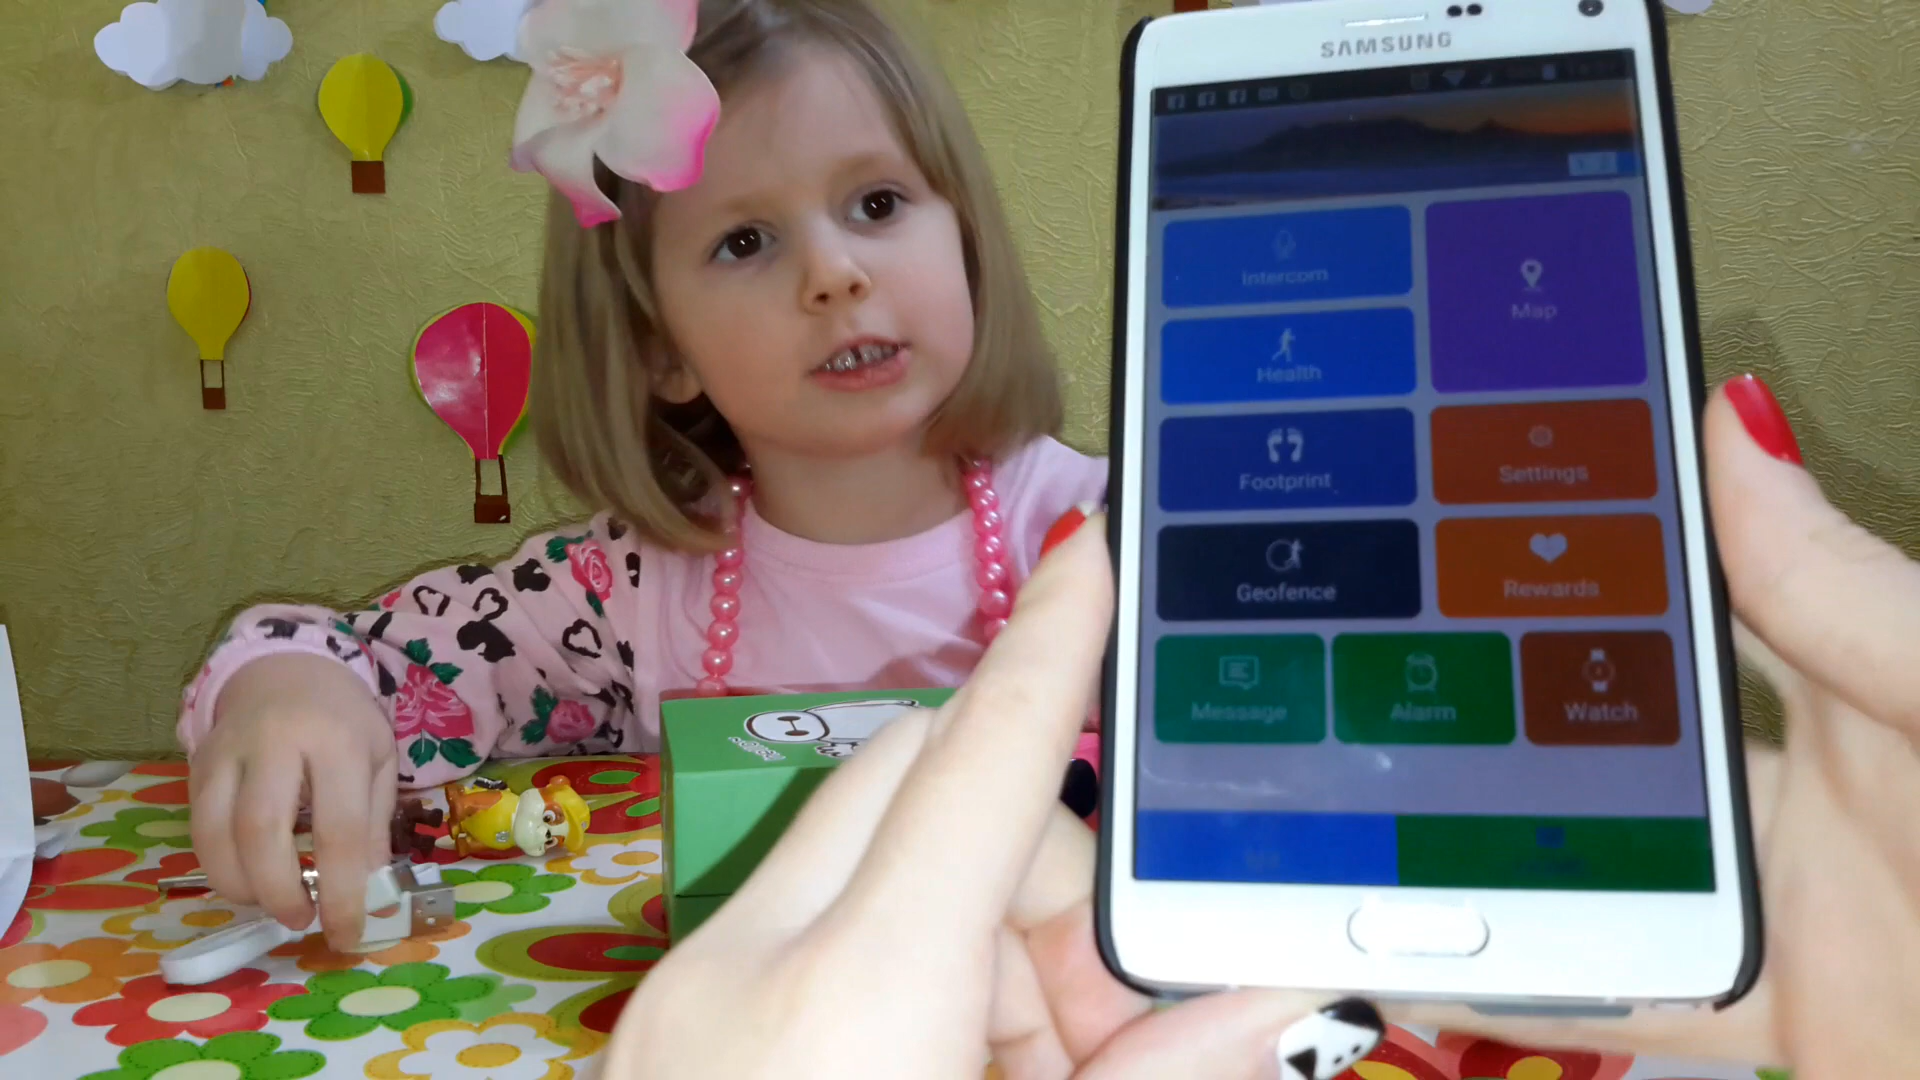 SAMSUNG
Intercom
Map
Health
Footprint
Settings
Geofence
Rewards
Message
Alarm
Watch